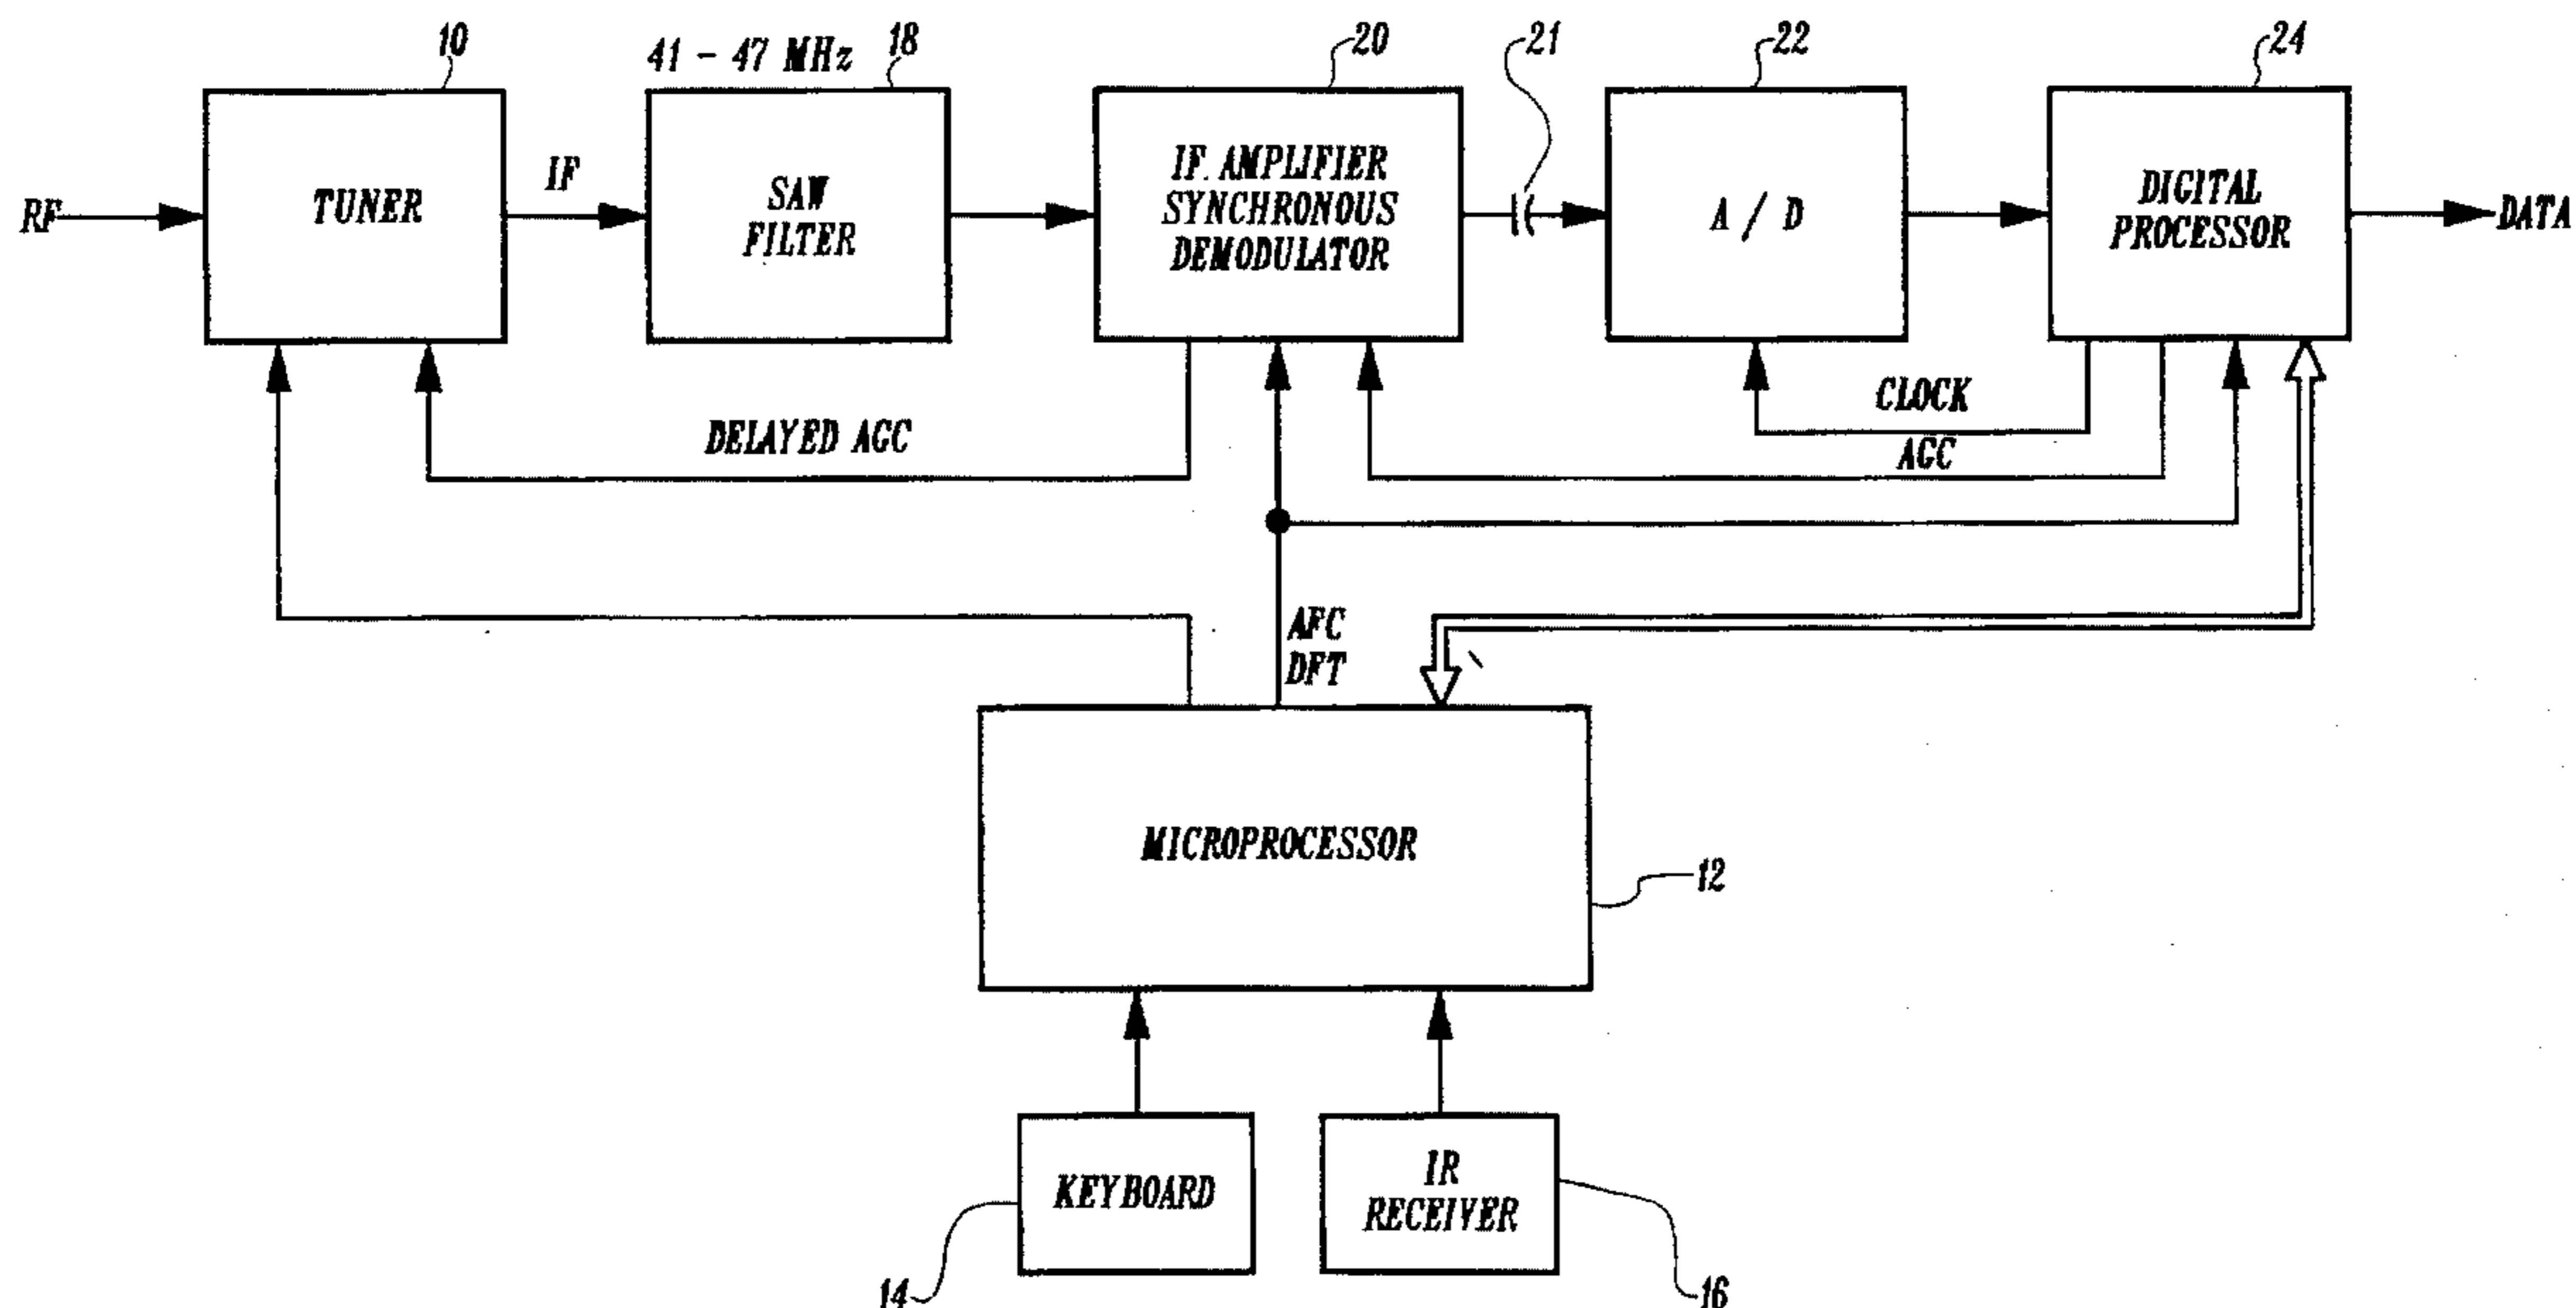 10
41 - 47 MHz
18
20
21
22
24
RF
TUNER
IF
SAW
FILTER
IF AMPLIFIER
SYNCHRONOUS
DEMODULATOR
A / D
DIGITAL
PROCESSOR
DATA
DELAYED AGC
CLOCK
AGC
AFC
DFT
MICROPROCESSOR
12
KEYBOARD
IR
RECEIVER
14
16